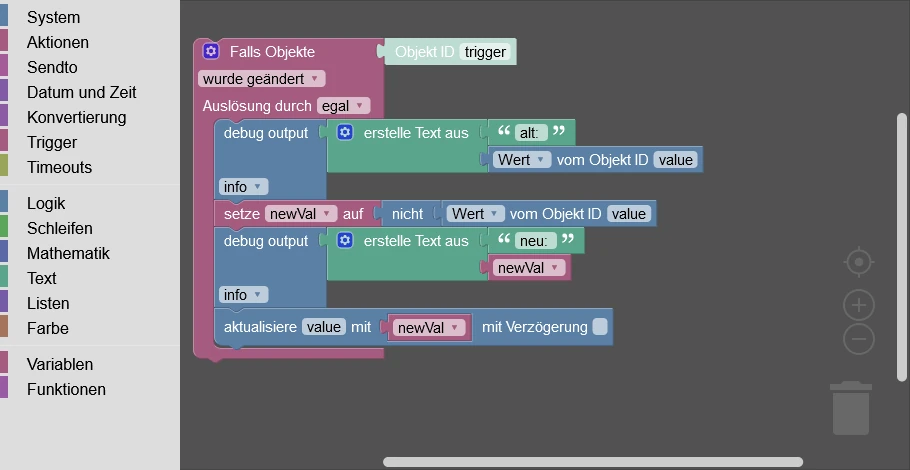 System
Aktionen
Sendto
Datum und Zeit
Konvertierung
Trigger
Timeouts
Logik
Schleifen
Mathematik
Text
Listen
Farbe
Variablen
Funktionen
Falls Objekte Objekt ID trigger
wurde geändert
Auslösung durch egal
debug output erstelle Text aus “ alt: ”
Wert vom Objekt ID value
info
setze newVal auf nicht Wert vom Objekt ID value
debug output erstelle Text aus “ neu: ”
newVal
info
aktualisiere value mit newVal mit Verzögerung